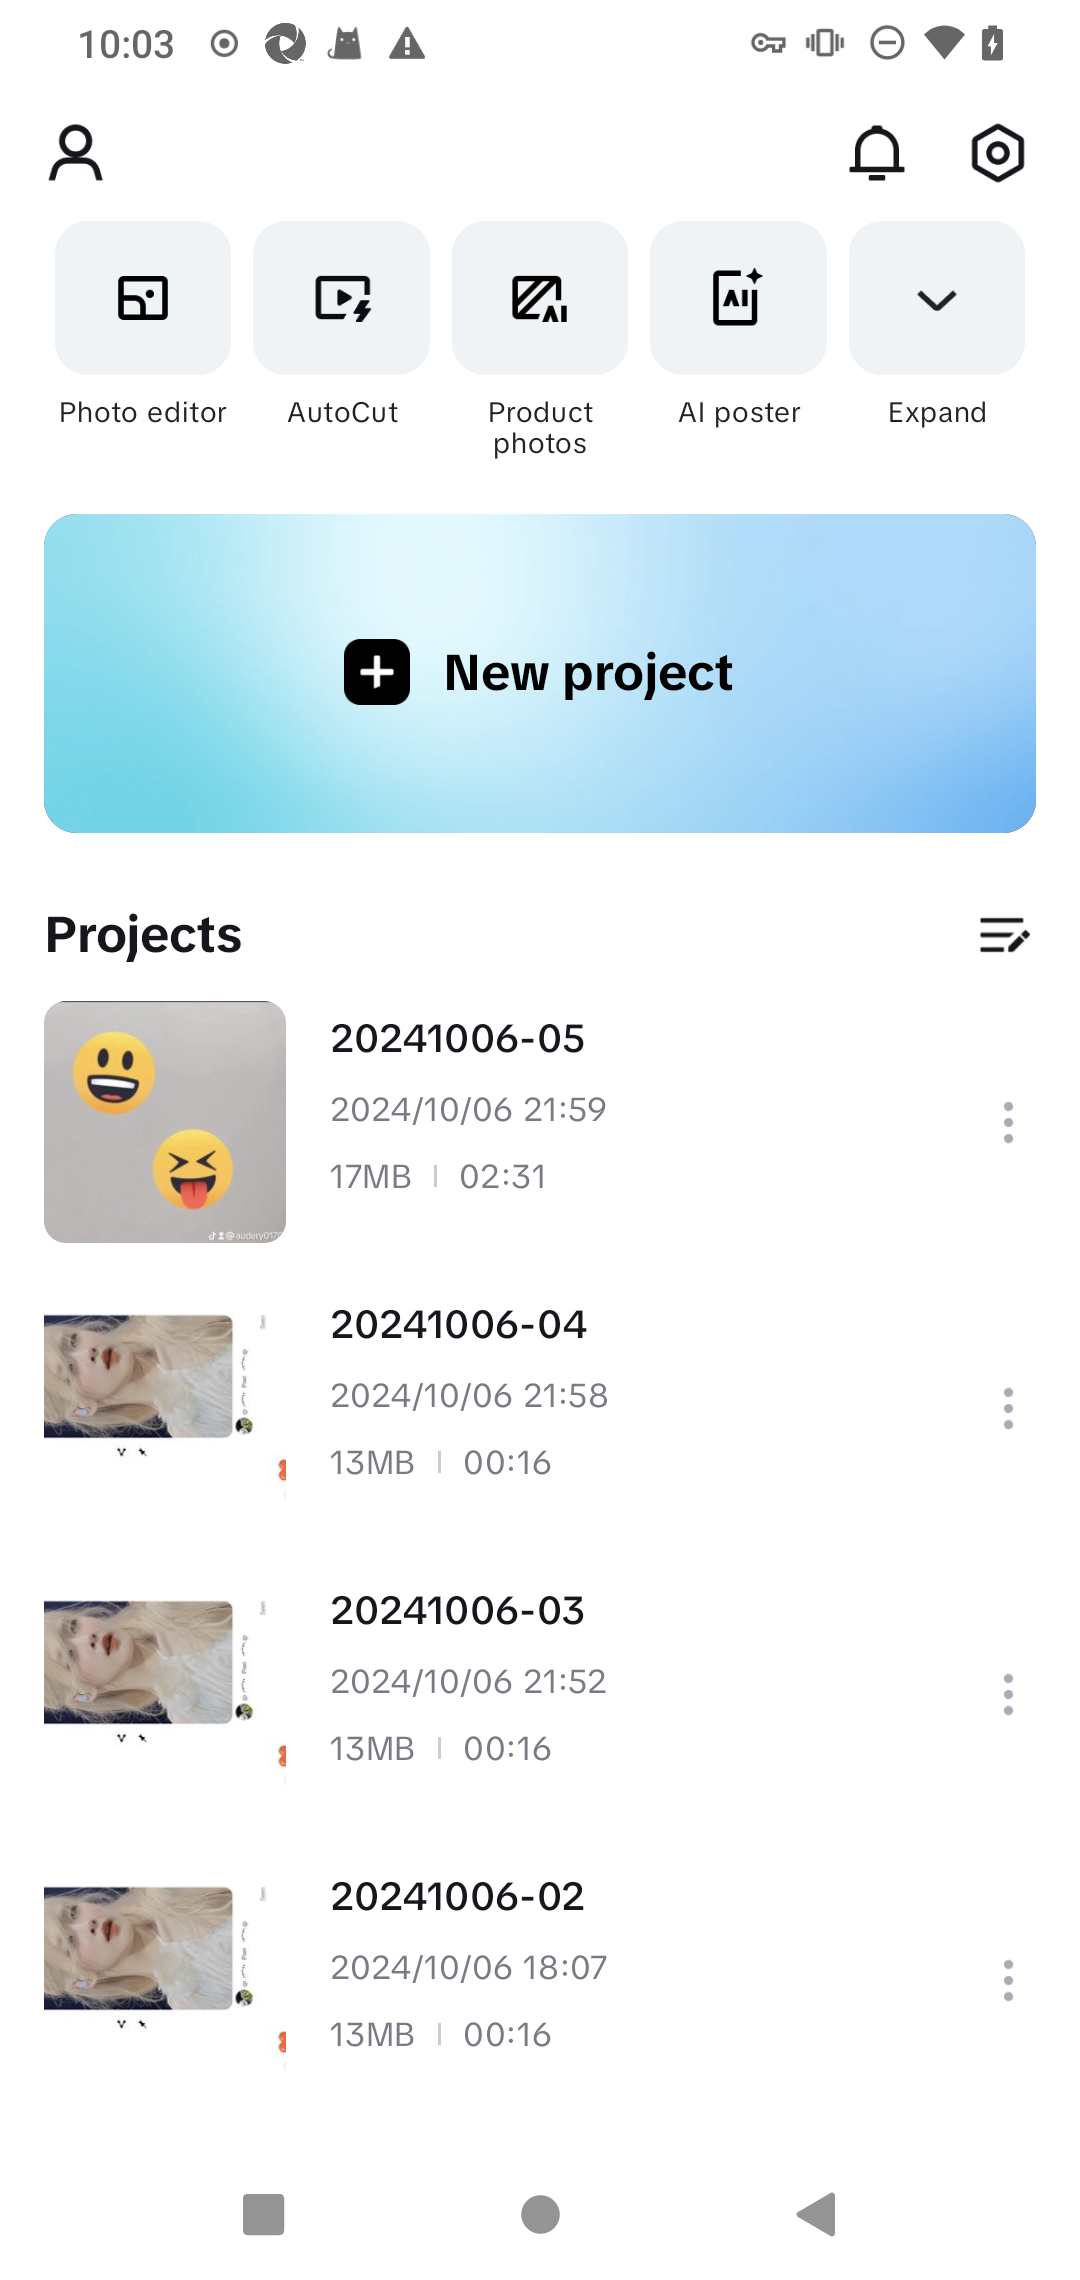 10:03
Photo editor
AutoCut
Product
photos
AI poster
Expand
New project
Projects
20241006-05
2024/10/06 21:59
17MB | 02:31
20241006-04
2024/10/06 21:58
13MB | 00:16
20241006-03
2024/10/06 21:52
13MB | 00:16
20241006-02
2024/10/06 18:07
13MB | 00:16